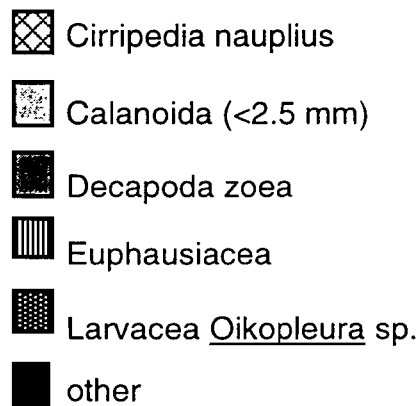 Cirripedia nauplius
Calanoida (<2.5 mm)
Decapoda zoea
Euphausiacea
Larvacea Oikopleura sp.
other